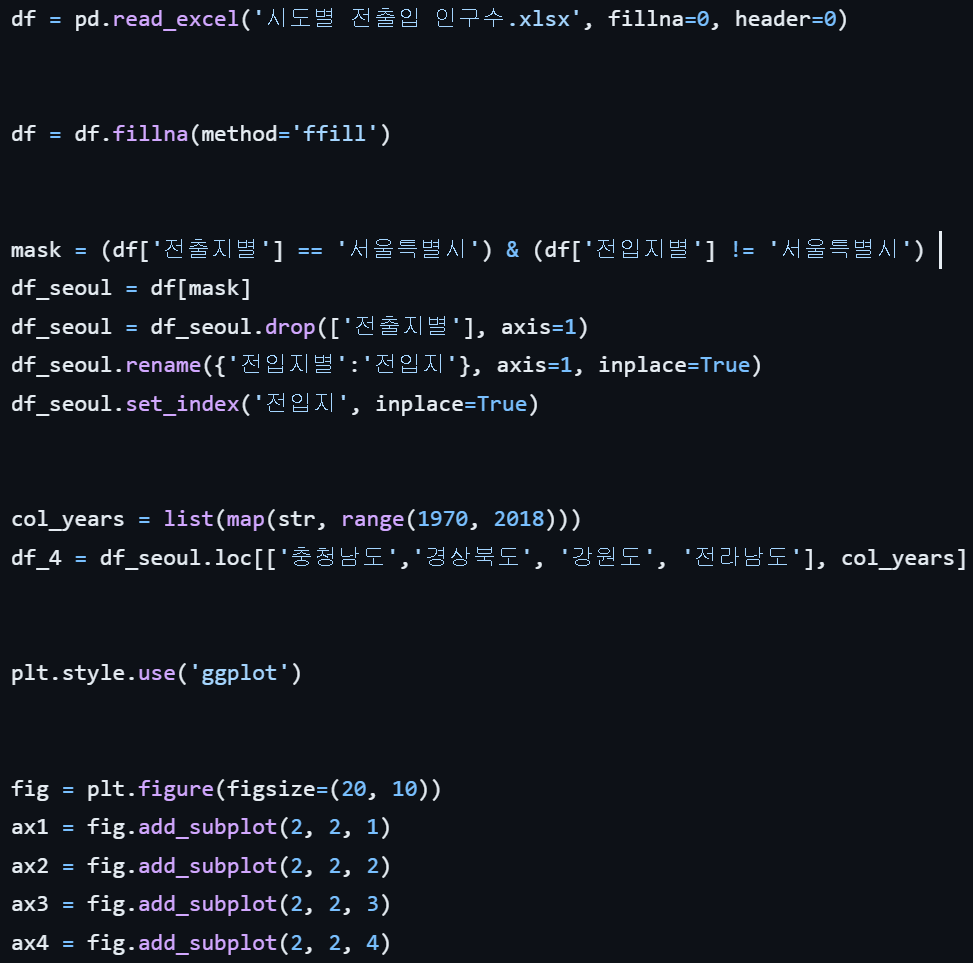 df = pd.read_excel('시도별 전출입 인구수.xlsx', fillna=0, header=0)
df = df.fillna(method='ffill')
mask = (df['전출지별'] == '서울특별시') & (df['전입지별'] != '서울특별시')
df_seoul = df[mask]
df_seoul = df_seoul.drop(['전출지별'], axis=1)
df_seoul.rename({'전입지별':'전입지'}, axis=1, inplace=True)
df_seoul.set_index('전입지', inplace=True)
col_years = list(map(str, range(1970, 2018)))
df_4 = df_seoul.loc[['충청남도','경상북도', '강원도', '전라남도'], col_years]
plt.style.use('ggplot')
fig = plt.figure(figsize=(20, 10))
ax1 = fig.add_subplot(2, 2, 1)
ax2 = fig.add_subplot(2, 2, 2)
ax3 = fig.add_subplot(2, 2, 3)
ax4 = fig.add_subplot(2, 2, 4)